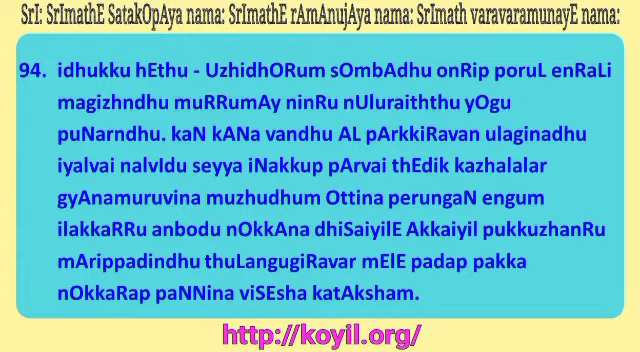 SrI: SrImathE SatakOpAya nama: SrImathE rAmAnujAya nama: SrImath varavaramunayE nama:
94. idhukku hEthu - UzhidhORum sOmbAdhu onRip poruL enRaLi
magizhndhu muRRumAy ninRu nUluraiththu yOgu
puNarndhu. kaN kANa vandhu AL pArkkiRavan ulaginadhu
iyalvai nalvIdu seyya iNakkup pArvai thEdik kazhalalar
gyAnamuruvina muzhudhum Ottina perungaN engum
ilakkaRRu anbodu nOkkAna dhiSaiyilE AkkaiyiI pukkuzhanRu
mARippadindhu thuLangugiRavar mElE padap pakka
nOkkaRap paNNina viSEsha katAksham.
http://koyil.org/